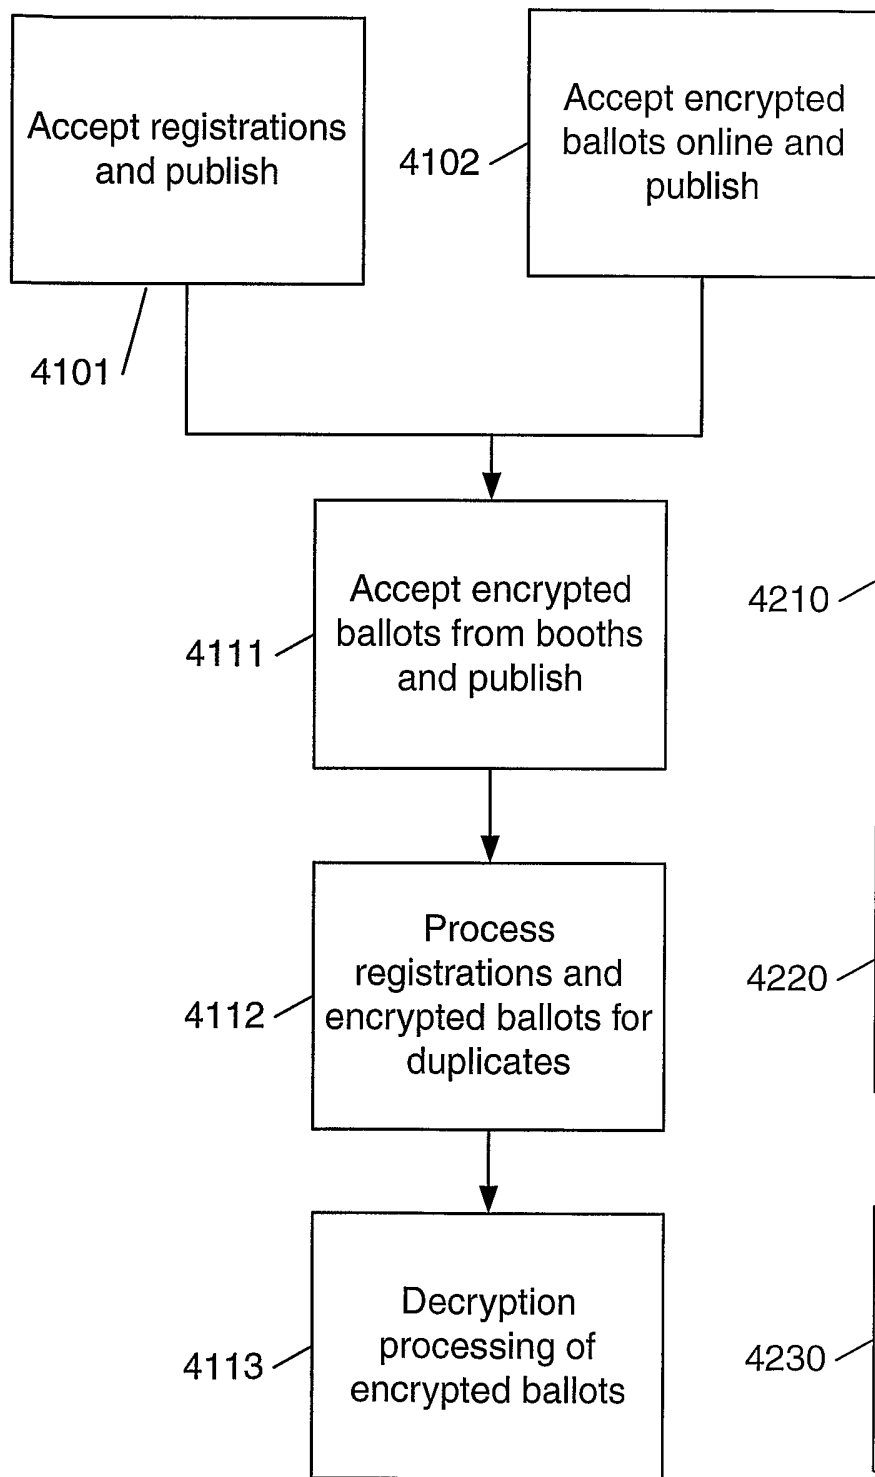 Accept registrations
and publish
4101
4102
Accept encrypted
ballots online and
publish
4111
Accept encrypted
ballots from booths
and publish
4210
4112
Process
registrations and
encrypted ballots for
duplicates
4220
4113
Decryption
processing of
encrypted ballots
4230